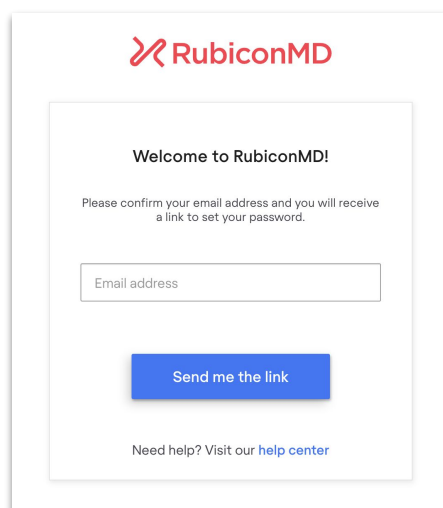 RubiconMD
Welcome to RubiconMD!
Please confirm your email address and you will receive
a link to set your password.
Email address
Send me the link
Need help? Visit our help center